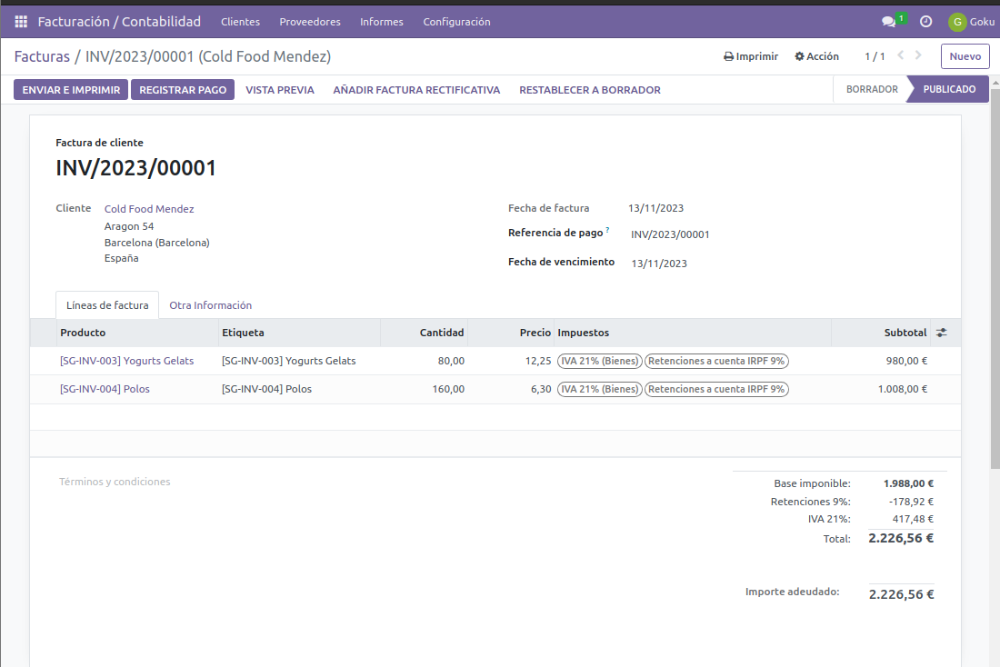 Facturación / Contabilidad Clientes Proveedores Informes Configuración 1 G Goku
Facturas / INV/2023/00001 (Cold Food Mendez) Imprimir Acción 1 / 1 Nuevo
ENVIAR E IMPRIMIR REGISTRAR PAGO VISTA PREVIA AÑADIR FACTURA RECTIFICATIVA RESTABLECER A BORRADOR BORRADOR PUBLICADO
Factura de cliente
INV/2023/00001
Cliente Cold Food Mendez
Aragon 54
Barcelona (Barcelona)
España
Fecha de factura 13/11/2023
Referencia de pago ? INV/2023/00001
Fecha de vencimiento 13/11/2023
Líneas de factura Otra Información
Producto Etiqueta Cantidad Precio Impuestos Subtotal
[SG-INV-003] Yogurts Gelats [SG-INV-003] Yogurts Gelats 80,00 12,25 IVA 21% (Bienes) Retenciones a cuenta IRPF 9% 980,00 €
[SG-INV-004] Polos [SG-INV-004] Polos 160,00 6,30 IVA 21% (Bienes) Retenciones a cuenta IRPF 9% 1.008,00 €
Términos y condiciones
Base imponible: 1.988,00 €
Retenciones 9%: -178,92 €
IVA 21%: 417,48 €
Total: 2.226,56 €
Importe adeudado: 2.226,56 €